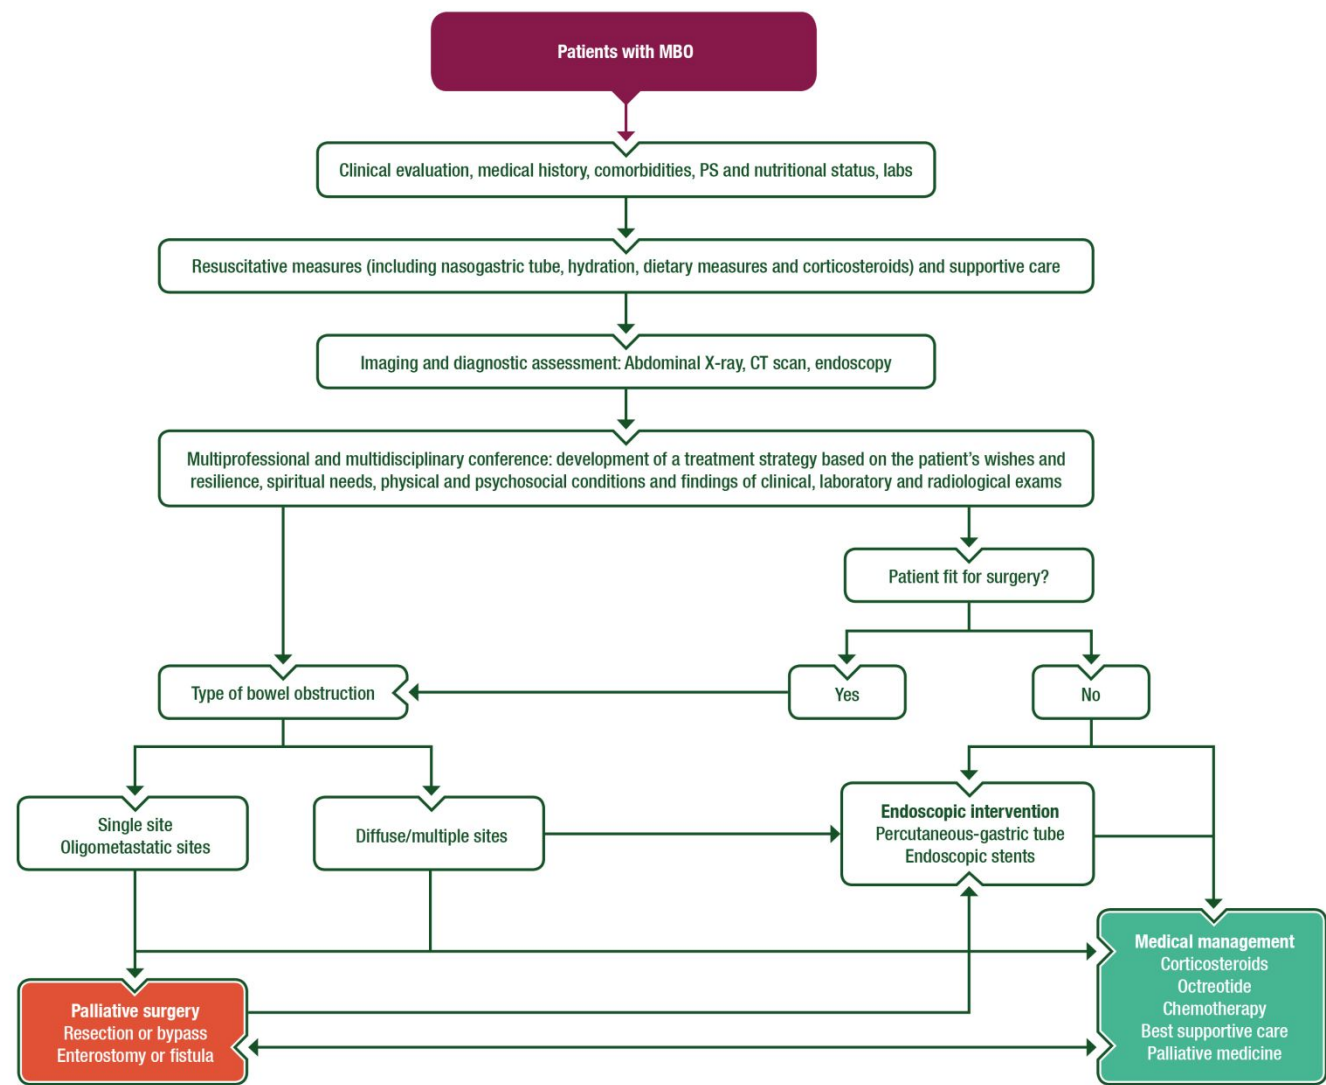 Patients with MBO
Clinical evaluation, medical history, comorbidities, PS and nutritional status, labs
Resuscitative measures (including nasogastric tube, hydration, dietary measures and corticosteroids) and supportive care
Imaging and diagnostic assessment: Abdominal X-ray, CT scan, endoscopy
Multiprofessional and multidisciplinary conference: development of a treatment strategy based on the patient's wishes and
resilience, spiritual needs, physical and psychosocial conditions and findings of clinical, laboratory and radiological exams
Patient fit for surgery?
Type of bowel obstruction
Yes
No
Single site
Oligometastatic sites
Diffuse/multiple sites
Endoscopic intervention
Percutaneous-gastric tube
Endoscopic stents
Palliative surgery
Resection or bypass
Enterostomy or fistula
Medical management
Corticosteroids
Octreotide
Chemotherapy
Best supportive care
Palliative medicine